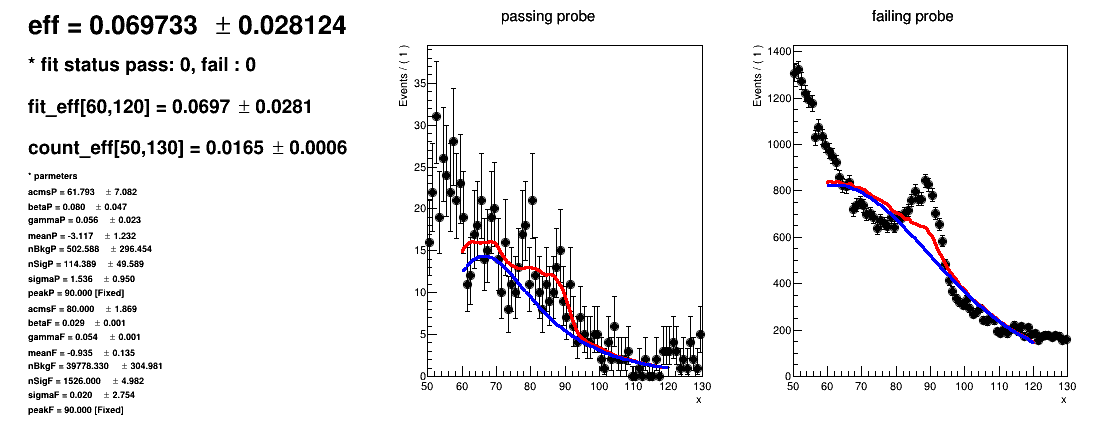 eff = 0.069733 ± 0.028124
* fit status pass: 0, fail : 0
fit_eff[60,120] = 0.0697 ± 0.0281
count_eff[50,130] = 0.0165 ± 0.0006
* parmeters
acmsP = 61.793 ± 7.082
betaP = 0.080 ± 0.047
gammaP = 0.056 ± 0.023
meanP = -3.117 ± 1.232
nBkgP = 502.588 ± 296.454
nSigP = 114.389 ± 49.589
sigmaP = 1.536 ± 0.950
peakP = 90.000 [Fixed]
acmsF = 80.000 ± 1.869
betaF = 0.029 ± 0.001
gammaF = 0.054 ± 0.001
meanF = -0.935 ± 0.135
nBkgF = 39778.330 ± 304.981
nSigF = 1526.000 ± 4.982
sigmaF = 0.020 ± 2.754
peakF = 90.000 [Fixed]
passing probe
Events / ( 1 )
35
30
25
20
15
10
5
0
50 60 70 80 90 100 110 120 130
x
failing probe
Events / ( 1 )
1400
1200
1000
800
600
400
200
0
50 60 70 80 90 100 110 120 130
x